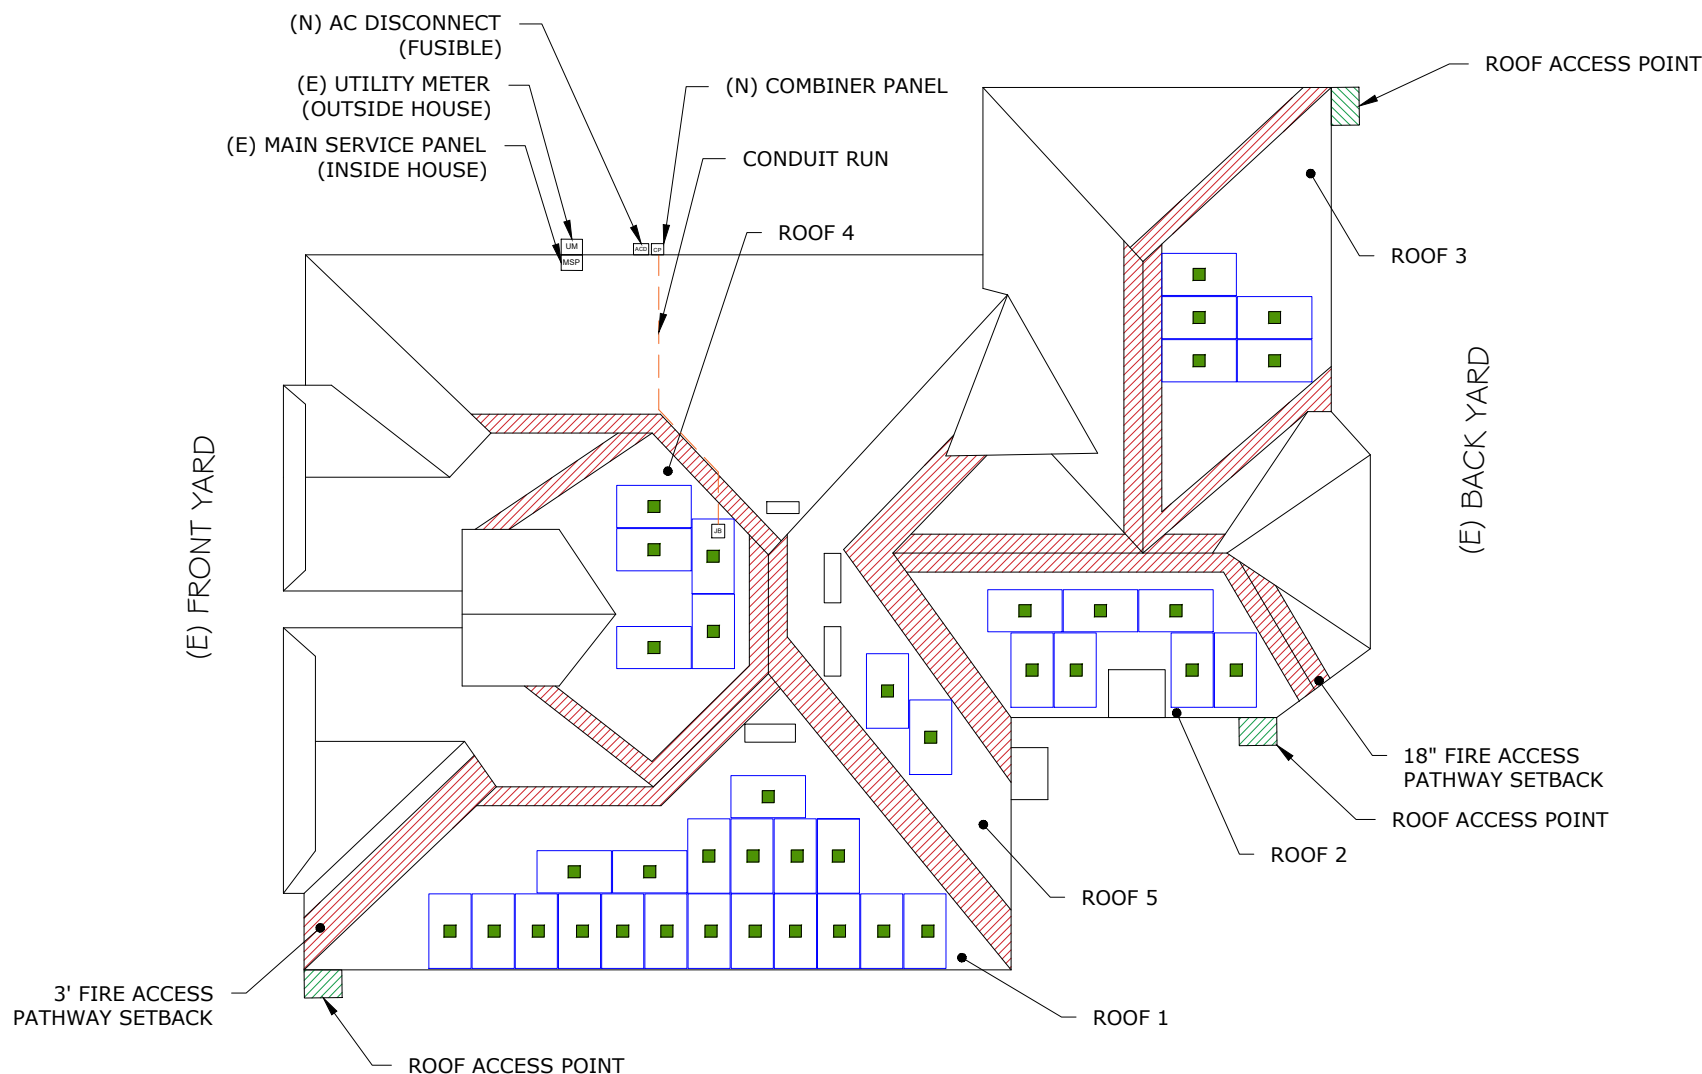 (N) AC DISCONNECT
(FUSIBLE)
(E) UTILITY METER
(OUTSIDE HOUSE)
(E) MAIN SERVICE PANEL
(INSIDE HOUSE)
(N) COMBINER PANEL
CONDUIT RUN
ROOF 4
ROOF ACCESS POINT
ROOF 3
UM
MSP
ACD
CP
JB
(E) FRONT YARD
(E) BACK YARD
18" FIRE ACCESS
PATHWAY SETBACK
ROOF ACCESS POINT
ROOF 2
ROOF 5
ROOF 1
3' FIRE ACCESS
PATHWAY SETBACK
ROOF ACCESS POINT